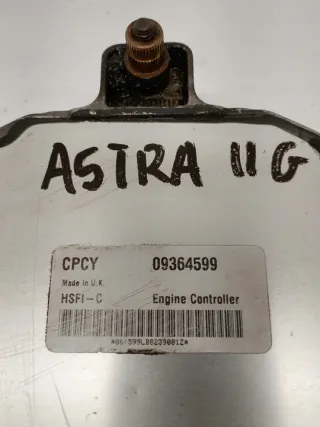 ASTRA II G
CPCY 09364599
Made in U.K.
HSFI-C Engine Controller